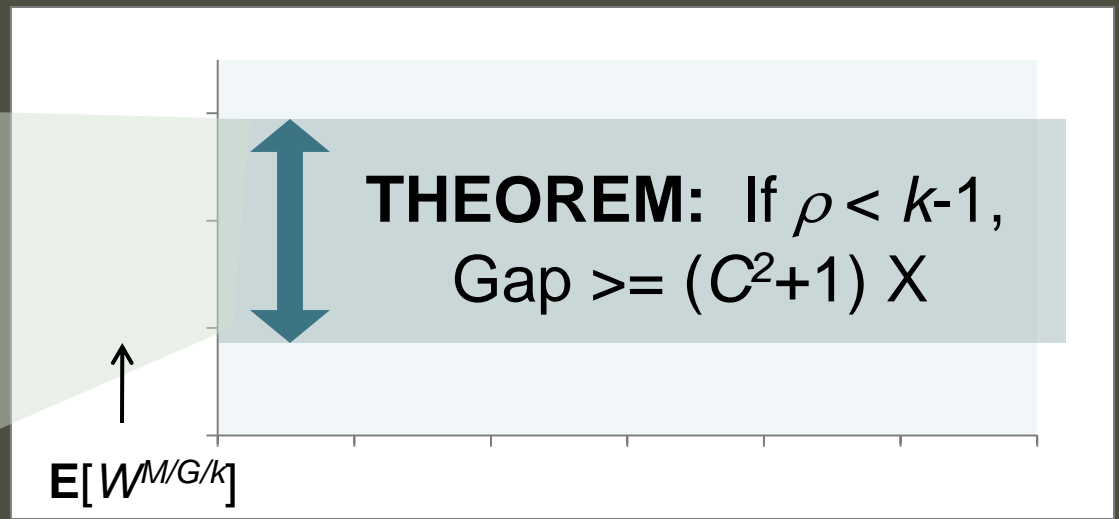 THEOREM: If ρ < k-1,
Gap >= (C²+1) X
E[W^{M/G/k}]